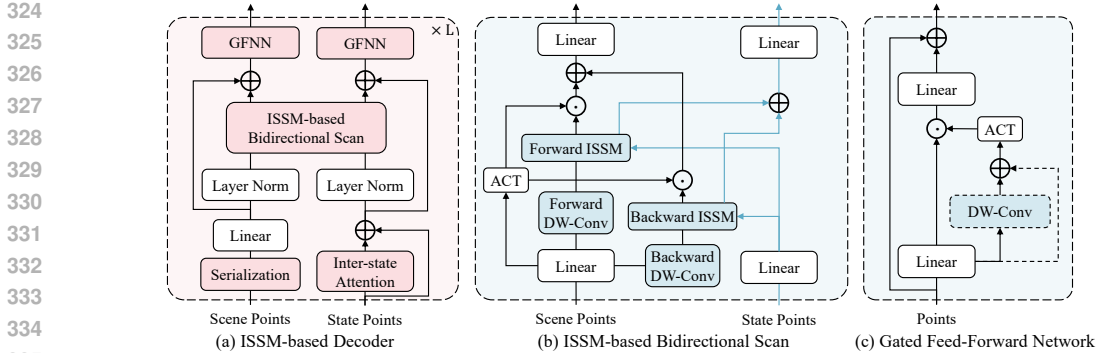 324
325
326
327
328
329
330
331
332
333
334
× L
GFNN
GFNN
ISSM-based
Bidirectional Scan
Layer Norm
Layer Norm
Linear
Serialization
Inter-state
Attention
Scene Points
State Points
(a) ISSM-based Decoder
Linear
Linear
Forward ISSM
ACT
Forward
DW-Conv
Backward ISSM
Linear
Backward
DW-Conv
Linear
Scene Points
State Points
(b) ISSM-based Bidirectional Scan
Linear
ACT
DW-Conv
Linear
Points
(c) Gated Feed-Forward Network